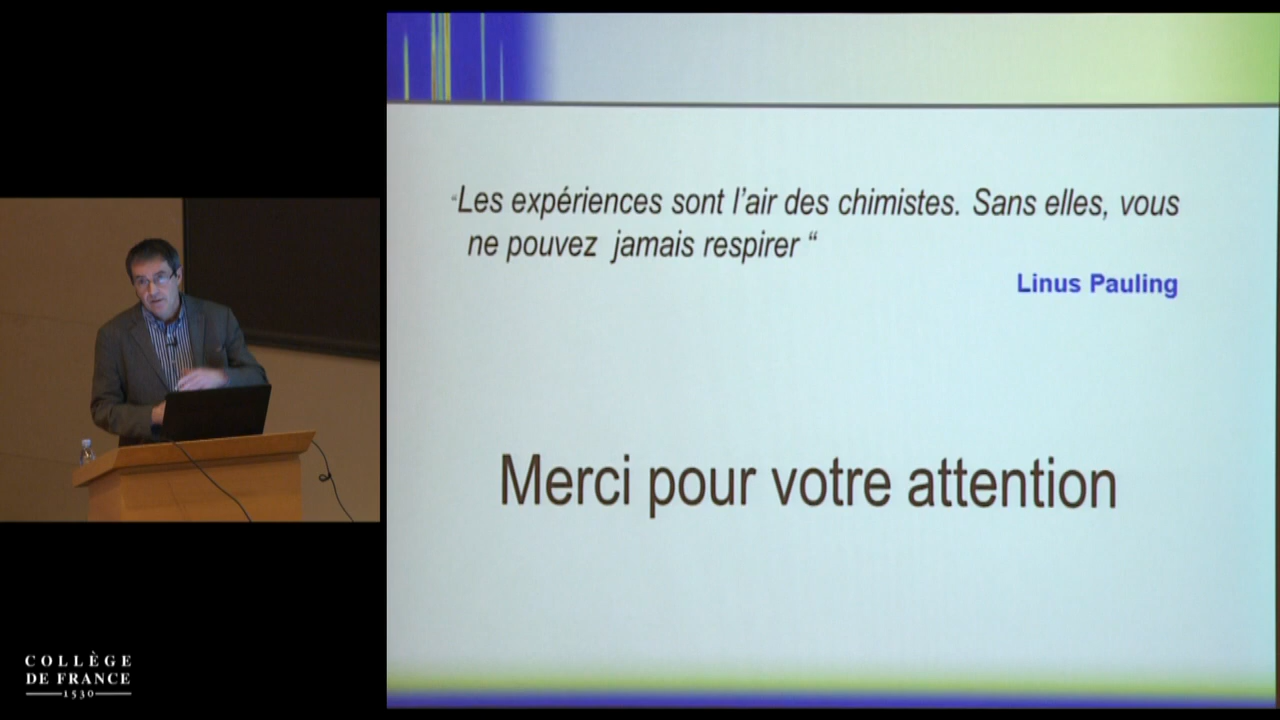 "Les expériences sont l'air des chimistes. Sans elles, vous
ne pouvez jamais respirer “
Linus Pauling
Merci pour votre attention
COLLÈGE
DE FRANCE
1530